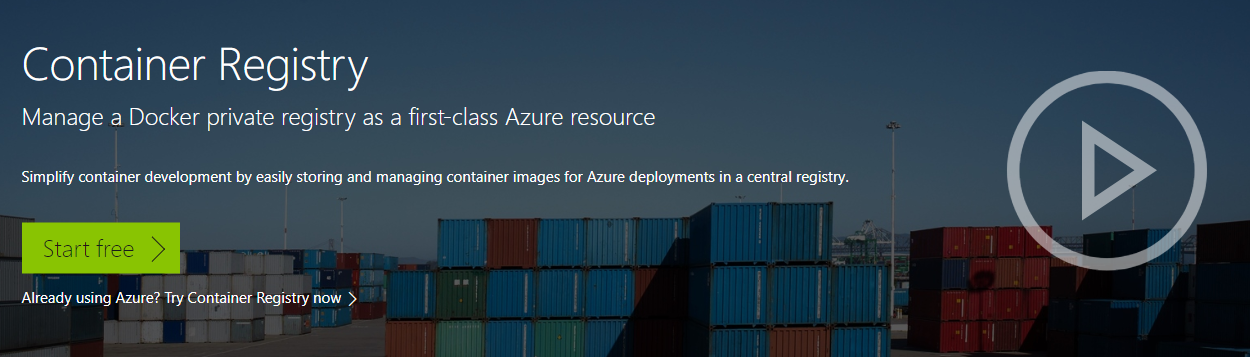 Container Registry
Manage a Docker private registry as a first-class Azure resource
Simplify container development by easily storing and managing container images for Azure deployments in a central registry.
Start free
Already using Azure? Try Container Registry now